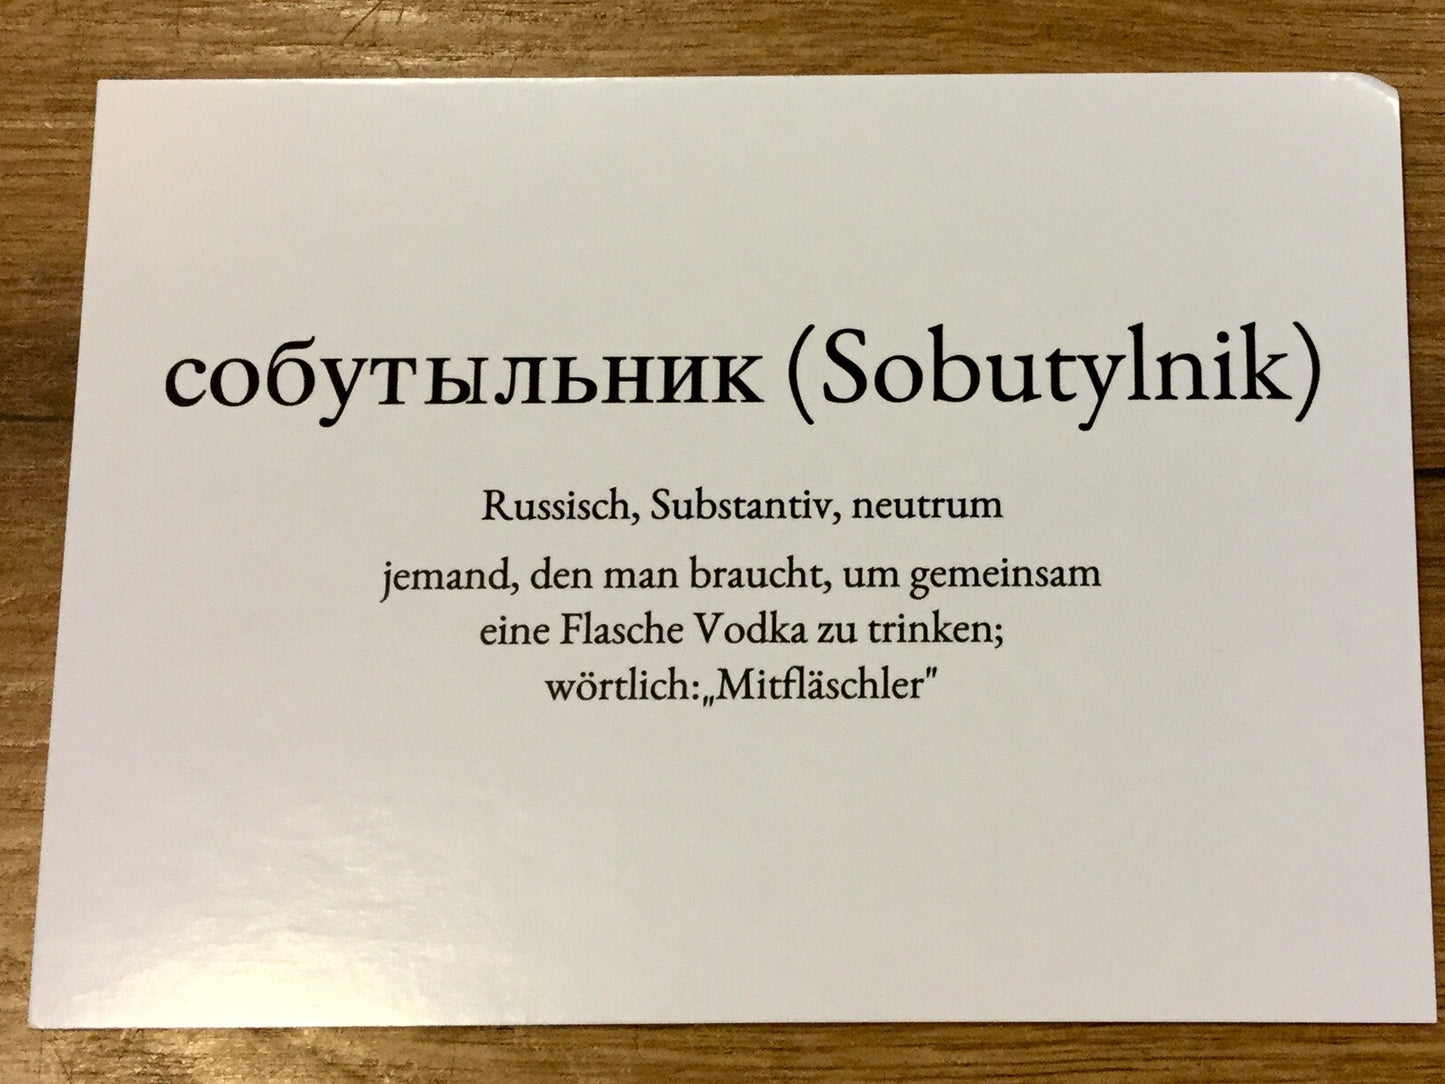 собутыльник (Sobutylnik)
Russisch, Substantiv, neutrum
jemand, den man braucht, um gemeinsam
eine Flasche Vodka zu trinken;
wörtlich:„Mitfläschler"